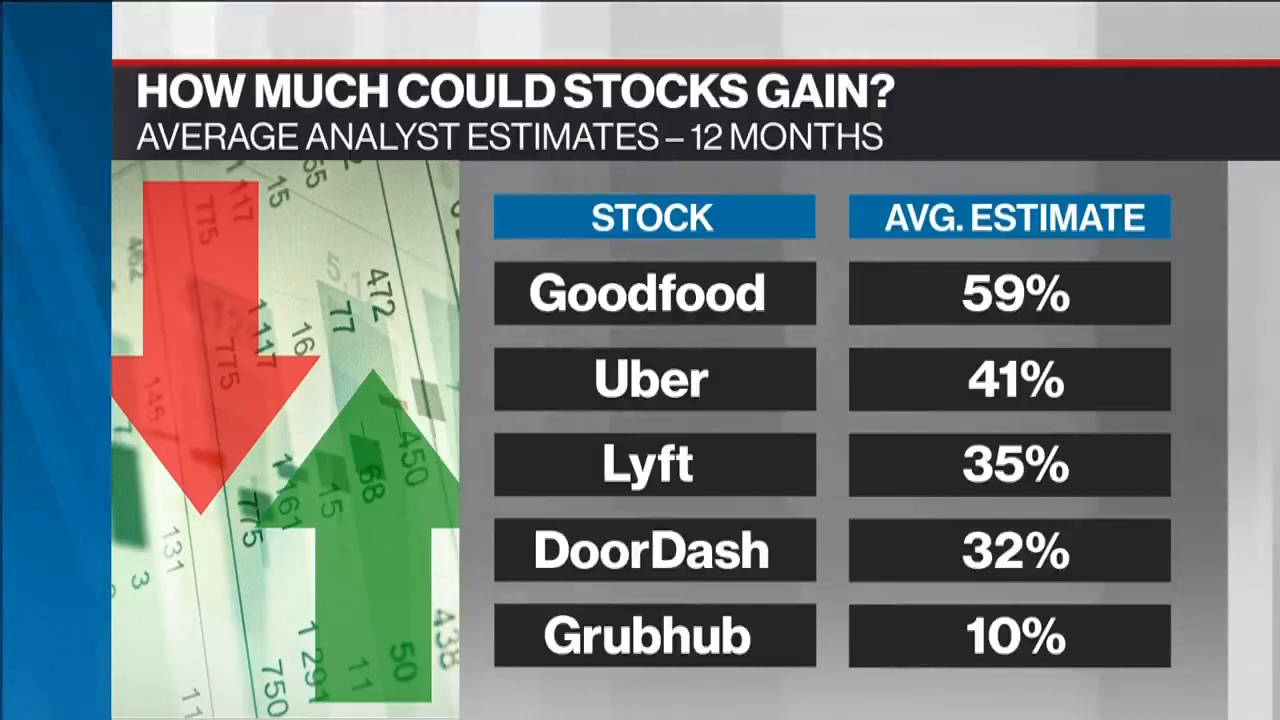 HOW MUCH COULD STOCKS GAIN?
AVERAGE ANALYST ESTIMATES – 12 MONTHS
STOCK AVG. ESTIMATE
Goodfood 59%
Uber 41%
Lyft 35%
DoorDash 32%
Grubhub 10%